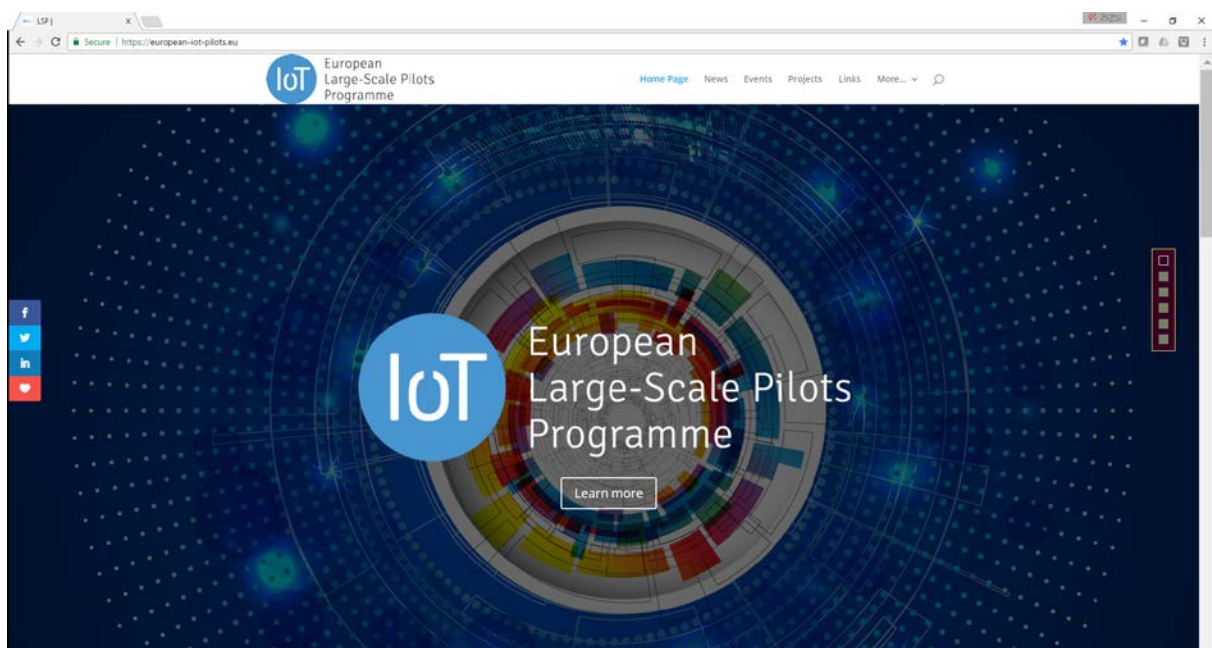 LSP |
Secure | https://european-iot-pilots.eu
IoT
European
Large-Scale Pilots
Programme
Home Page News Events Projects Links More...
f
in
IoT
European
Large-Scale Pilots
Programme
Learn more